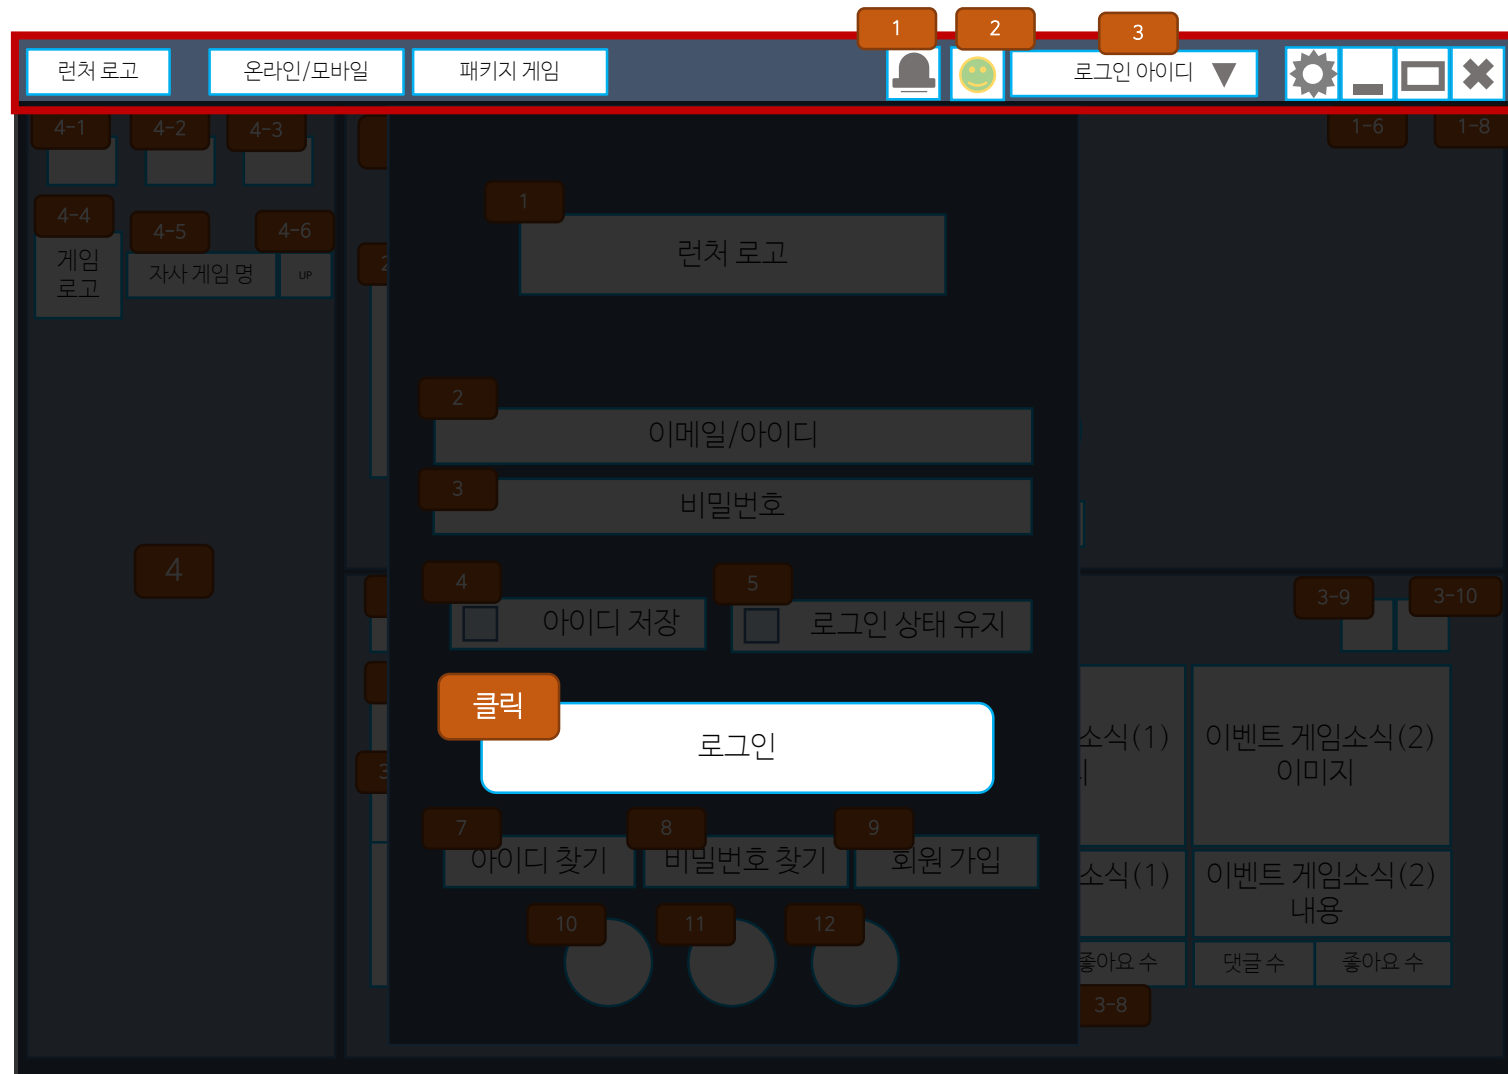 1
2
3
런처 로고
온라인/모바일
패키지 게임
로그인 아이디
4-1
4-2
4-3
1-6
1-8
4-4
4-5
4-6
게임
로고
자사 게임 명
UP
1
런처 로고
2
2
이메일/아이디
3
비밀번호
4
4
아이디 저장
5
로그인 상태 유지
3-9
3-10
클릭
로그인
3
소식(1)
이벤트 게임소식(2)
이미지
7
아이디 찾기
8
비밀번호 찾기
9
회원 가입
소식(1)
이벤트 게임소식(2)
내용
10
11
12
좋아요 수
댓글 수
좋아요 수
3-8